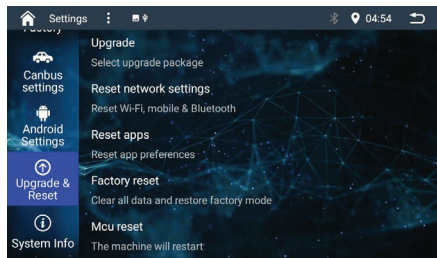 Settings
04:54
Factory
Canbus
settings
Android
Settings
Upgrade &
Reset
System Info
Upgrade
Select upgrade package
Reset network settings
Reset Wi-Fi, mobile & Bluetooth
Reset apps
Reset app preferences
Factory reset
Clear all data and restore factory mode
Mcu reset
The machine will restart